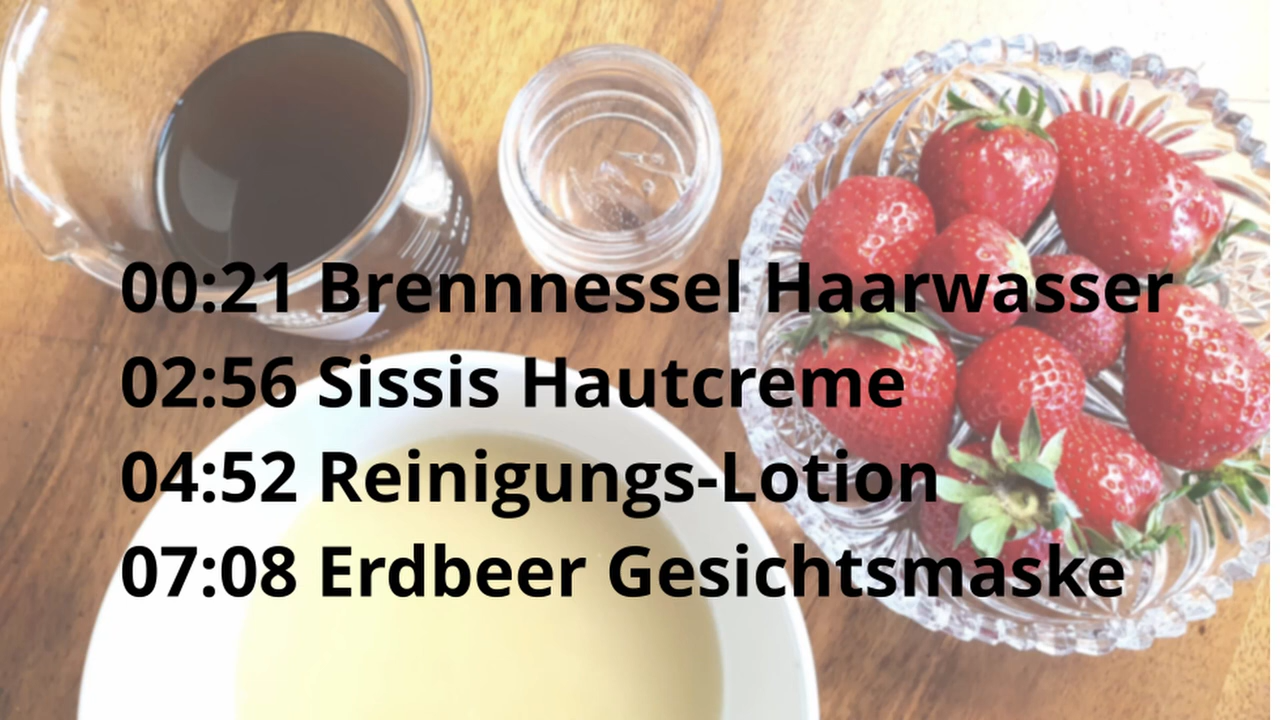 00:21 Brennnessel Haarwasser
02:56 Sissis Hautcreme
04:52 Reinigungs-Lotion
07:08 Erdbeer Gesichtsmaske